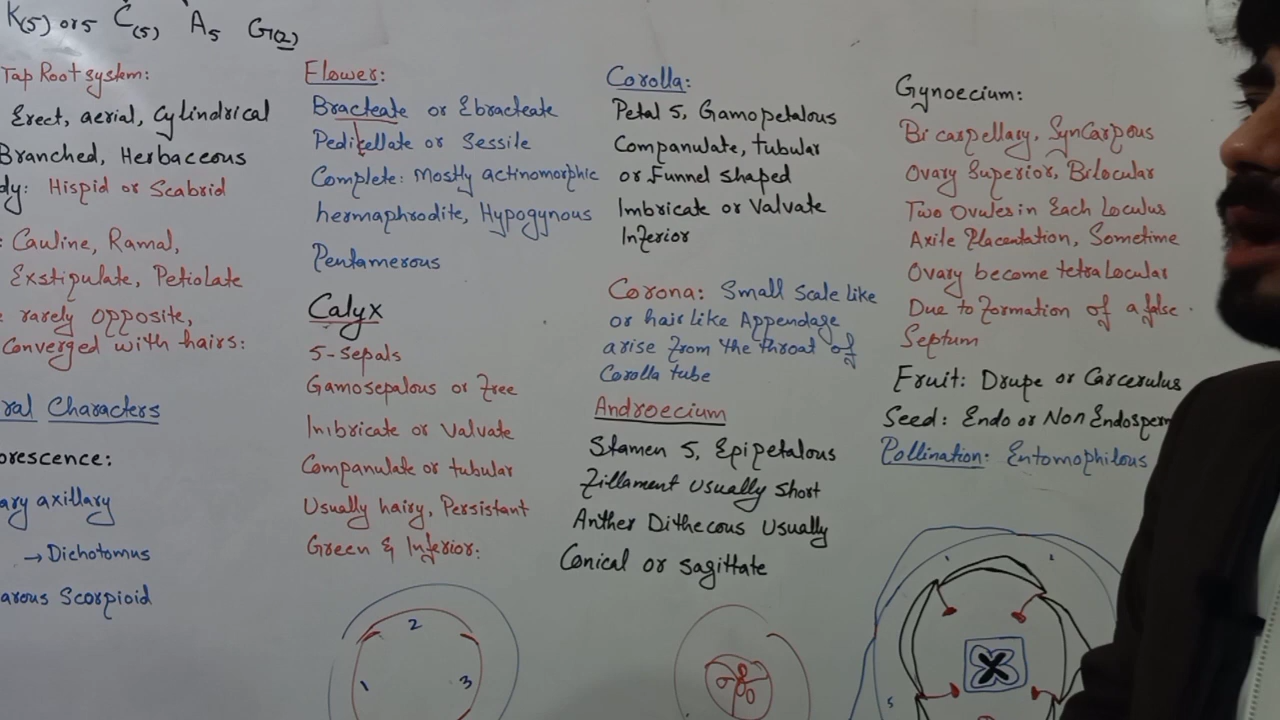 K(5) or 5 C(5) A5 G(2)
Tap Root system:
Erect, aerial, Cylindrical
Branched, Herbaceous
dy: Hispid or Scabrid
: Cauline, Ramal,
Exstipulate, Petiolate
rarely opposite,
Converged with hairs:
ral Characters
orescence:
ary axillary
→ Dichotomus
arous Scorpioid
Flower:
Bracteate or Ebracteate
Pedicellate or Sessile
Complete: Mostly actinomorphic
hermaphrodite, Hypogynous
Pentamerous
Calyx
5-Sepals
Gamosepalous or Free
Imbricate or Valvate
Companulate or tubular
Usually hairy, Persistant
Green & Inferior:
1
2
3
Corolla:
Petal 5, Gamopetalous
Companulate, tubular
or Funnel shaped
Imbricate or Valvate
Inferior
Corona: Small Scale like
or hair like Appendage
arise from the throat of
Corolla tube
Androecium
Stamen 5, Epipetalous
Fillament Usually Short
Anther Dithecous Usually
Conical or sagittate
Gynoecium:
Bi carpellary, SynCarpous
Ovary Superior, Bilocular
Two Ovules in Each Loculus
Axile Placentation, Sometime
Ovary become tetra Locular
Due to Formation of a false
Septum
Fruit: Drupe or Carcerulus
Seed: Endo or Non Endosperm
Pollination: Entomophilous
1
2
5